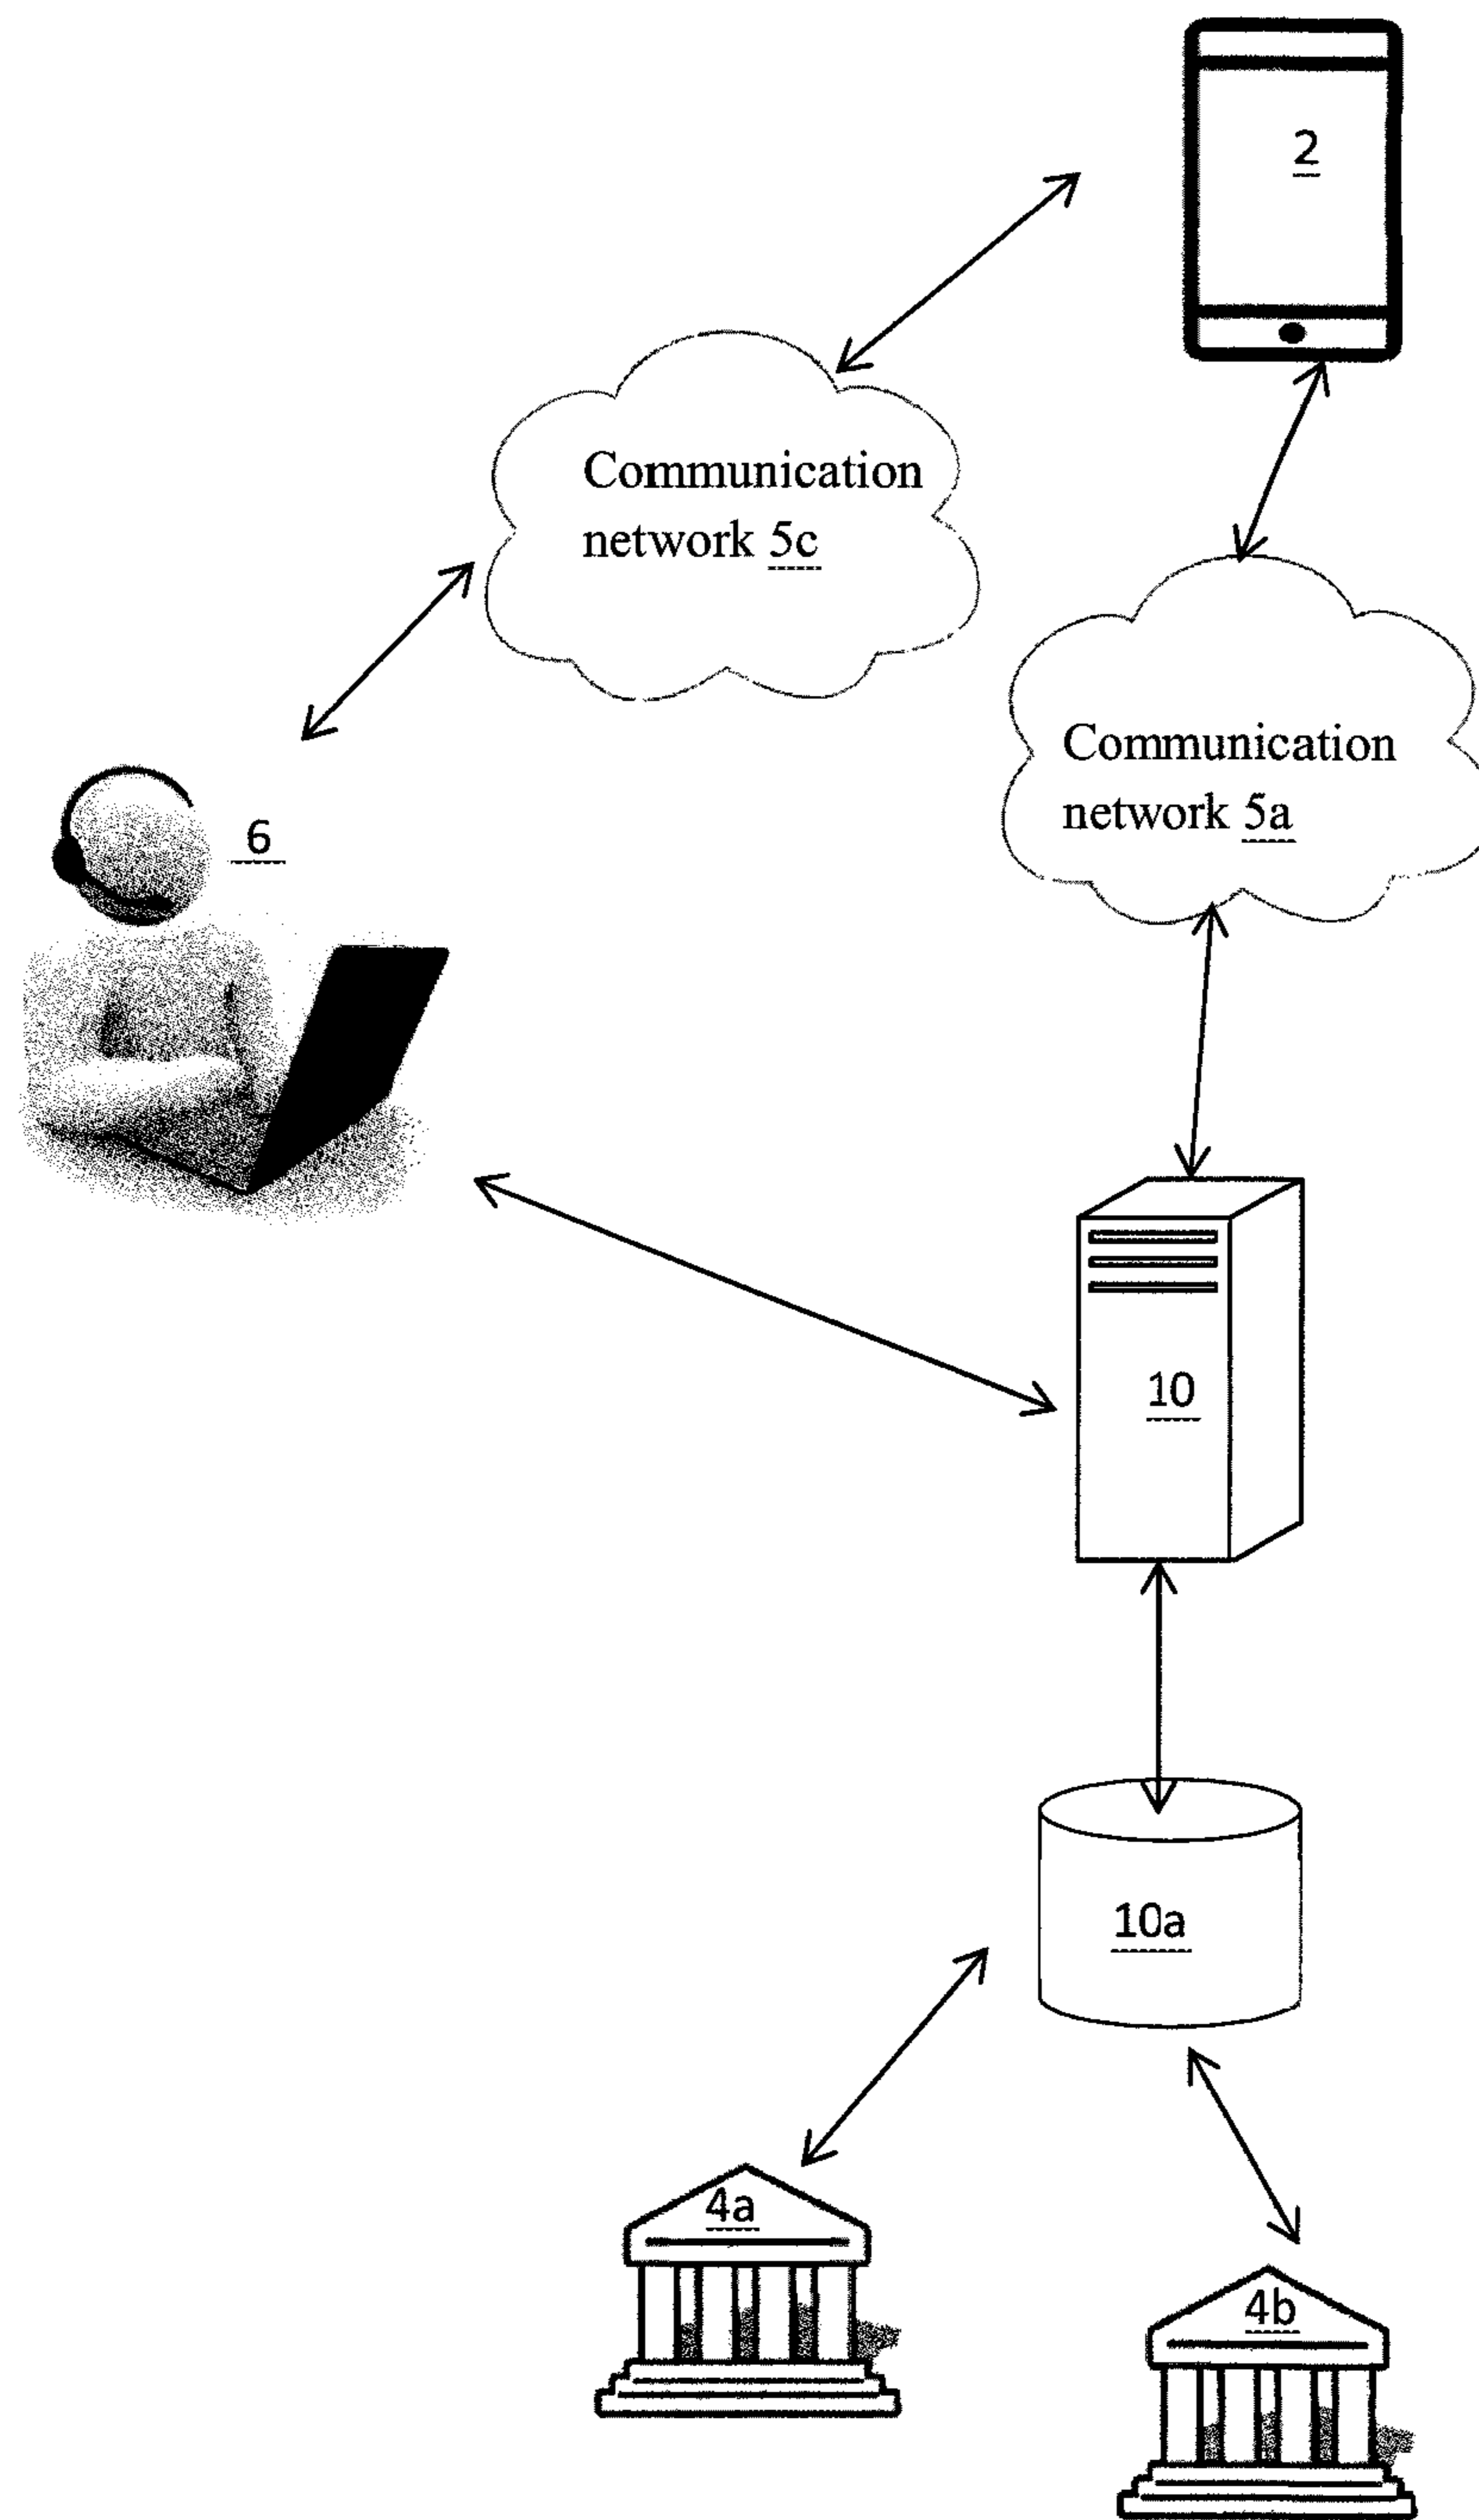 2
Communication
network 5c
Communication
network 5a
6
10
10a
4a
4b